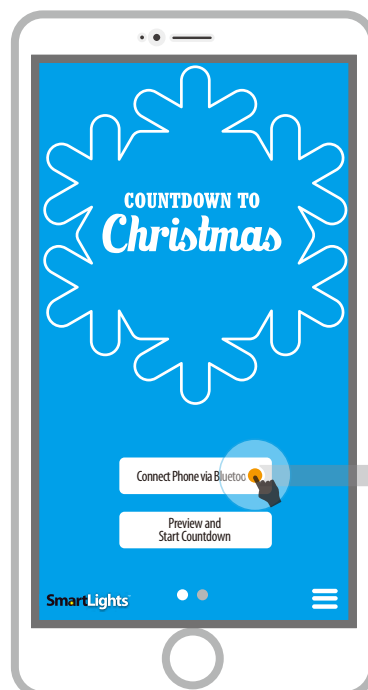 COUNTDOWN TO
Christmas
Connect Phone via Bluetoo
Preview and
Start Countdown
SmartLights